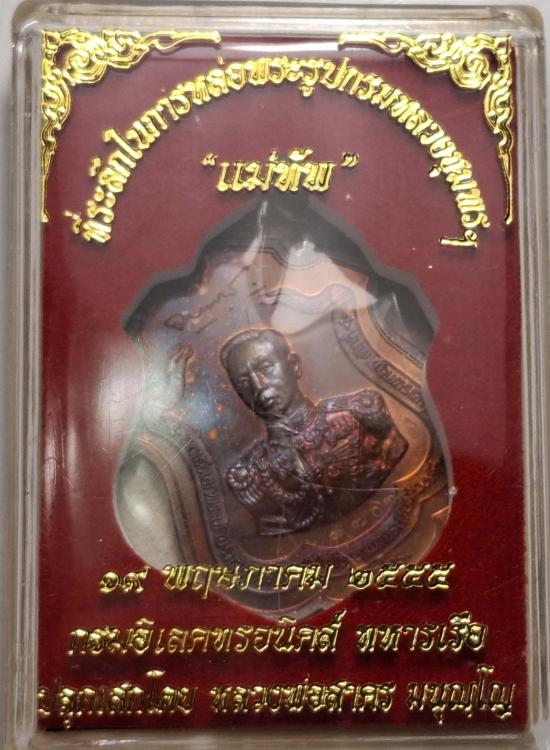 ที่ระลึกในการหล่อพระรูปกรมหลวงชุมพรฯ
"แม่ทัพ"
๑๙ พฤษภาคม ๒๕๕๕
กรมอิเลคทรอนิคส์ ทหารเรือ
ปลุกเสกโดย หลวงพ่อสาคร มนุญฺโญ